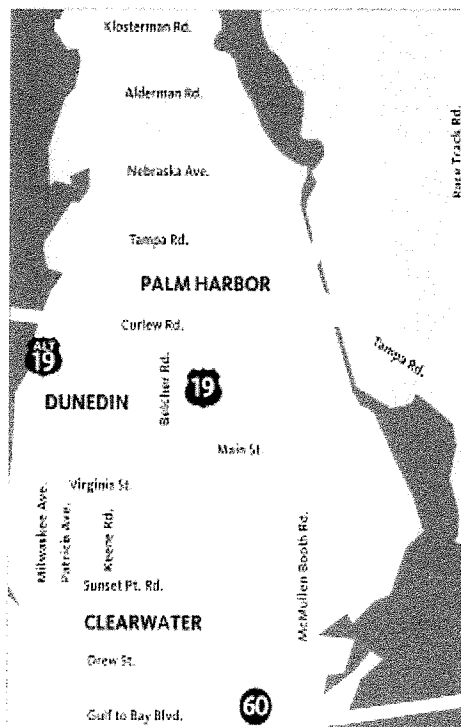 Klosterman Rd.
Alderman Rd.
Race Track Rd.
Nebraska Ave.
Tampa Rd.
PALM HARBOR
Curlew Rd.
ALT
19
Tampa Rd.
Belcher Rd.
19
DUNEDIN
Main St.
Virginia St.
Milwaukee Ave.
Patricia Ave.
Keene Rd.
McMullen Booth Rd.
Sunset Pt. Rd.
CLEARWATER
Drew St.
60
Gulf to Bay Blvd.